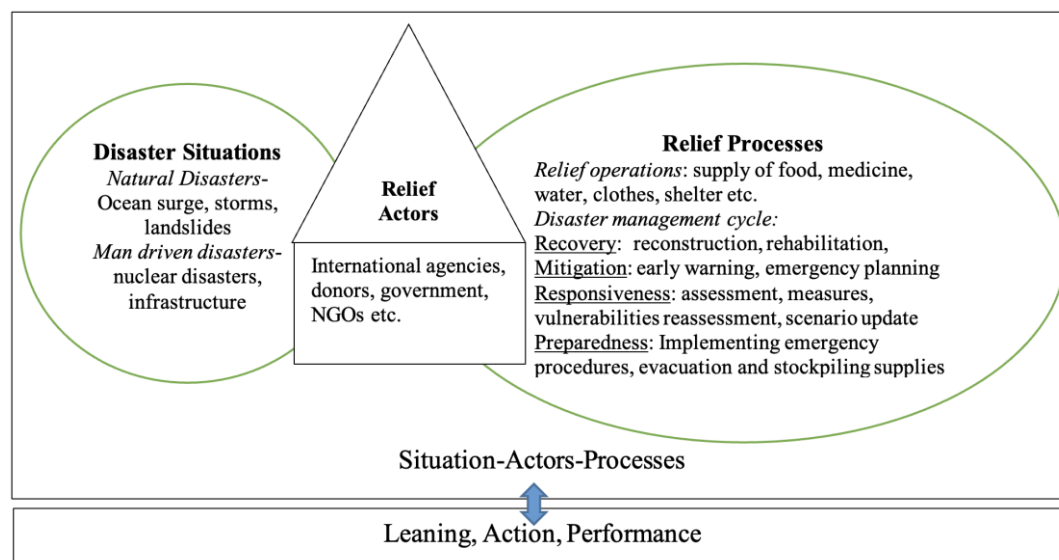 Disaster Situations
Natural Disasters-
Ocean surge, storms,
landslides
Man driven disasters-
nuclear disasters,
infrastructure
Relief
Actors
International agencies,
donors, government,
NGOs etc.
Relief Processes
Relief operations: supply of food, medicine,
water, clothes, shelter etc.
Disaster management cycle:
Recovery: reconstruction, rehabilitation,
Mitigation: early warning, emergency planning
Responsiveness: assessment, measures,
vulnerabilities reassessment, scenario update
Preparedness: Implementing emergency
procedures, evacuation and stockpiling supplies
Situation-Actors-Processes
Leaning, Action, Performance